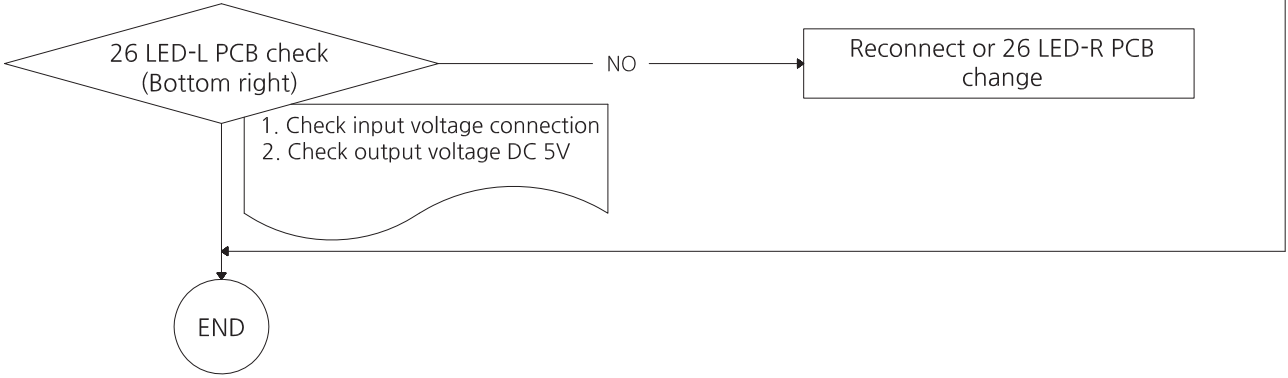 26 LED-L PCB check
(Bottom right)
NO
Reconnect or 26 LED-R PCB
change
1. Check input voltage connection
2. Check output voltage DC 5V
END